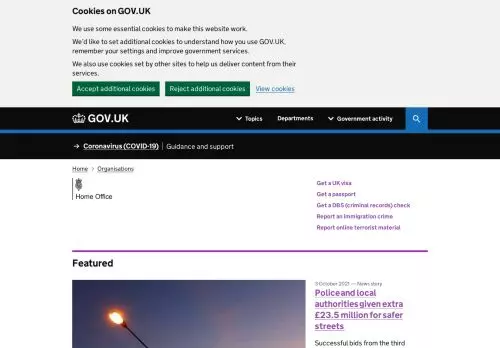 Cookies on GOV.UK
We use some essential cookies to make this website work.
We'd like to set additional cookies to understand how you use GOV.UK,
remember your settings and improve government services.
We also use cookies set by other sites to help us deliver content from their
services.
Accept additional cookies Reject additional cookies View cookies
GOV.UK Topics Departments Government activity
→ Coronavirus (COVID-19) Guidance and support
Home > Organisations
Home Office
Get a UK visa
Get a passport
Get a DBS (criminal records) check
Report an immigration crime
Report online terrorist material
Featured
October 2021 — News story
Police and local
authorities given extra
£23.5 million for safer
streets
Successful bids from the third